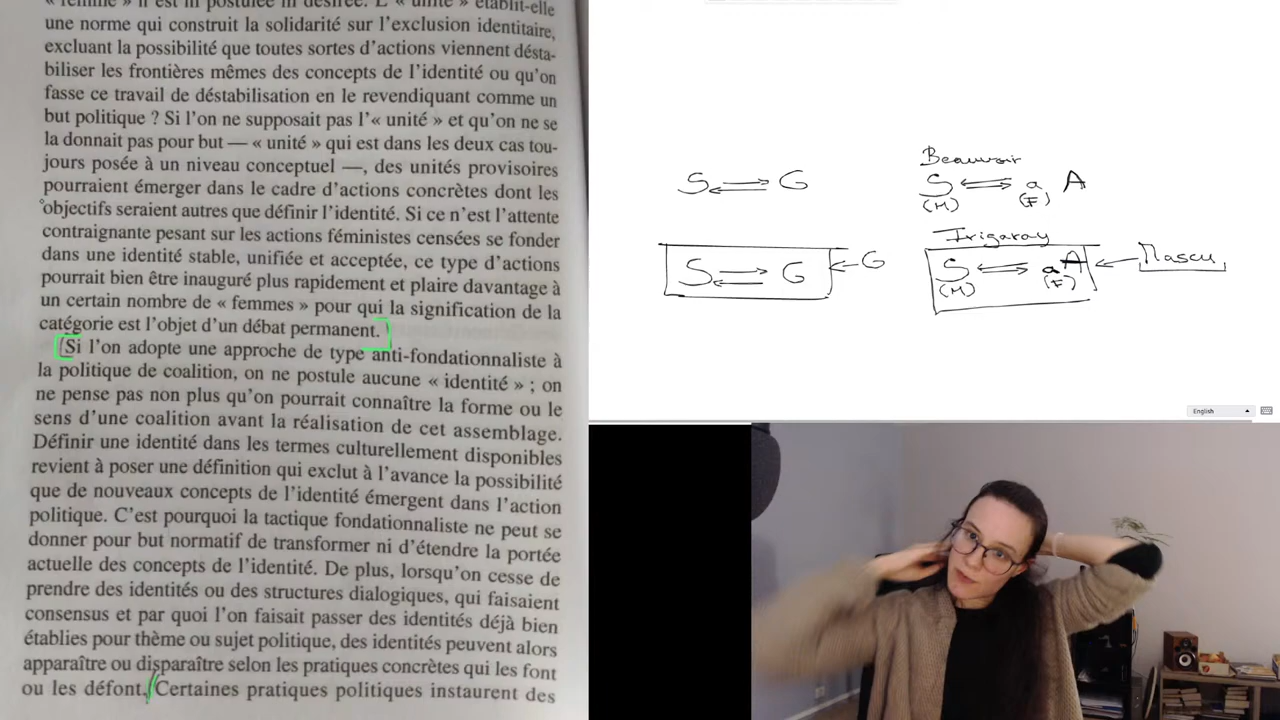 « femme » n'est ni postulée ni désirée. L'« unité » établit-elle
une norme qui construit la solidarité sur l'exclusion identitaire,
excluant la possibilité que toutes sortes d'actions viennent désta-
biliser les frontières mêmes des concepts de l'identité ou qu'on
fasse ce travail de déstabilisation en le revendiquant comme un
but politique ? Si l'on ne supposait pas l'« unité » et qu'on ne se
la donnait pas pour but — « unité » qui est dans les deux cas tou-
jours posée à un niveau conceptuel —, des unités provisoires
pourraient émerger dans le cadre d'actions concrètes dont les
objectifs seraient autres que définir l'identité. Si ce n'est l'attente
contraignante pesant sur les actions féministes censées se fonder
dans une identité stable, unifiée et acceptée, ce type d'actions
pourrait bien être inauguré plus rapidement et plaire davantage à
un certain nombre de « femmes » pour qui la signification de la
catégorie est l'objet d'un débat permanent.
Si l'on adopte une approche de type anti-fondationnaliste à
la politique de coalition, on ne postule aucune « identité » ; on
ne pense pas non plus qu'on pourrait connaître la forme ou le
sens d'une coalition avant la réalisation de cet assemblage.
Définir une identité dans les termes culturellement disponibles
revient à poser une définition qui exclut à l'avance la possibilité
que de nouveaux concepts de l'identité émergent dans l'action
politique. C'est pourquoi la tactique fondationnaliste ne peut se
donner pour but normatif de transformer ni d'étendre la portée
actuelle des concepts de l'identité. De plus, lorsqu'on cesse de
prendre des identités ou des structures dialogiques, qui faisaient
consensus et par quoi l'on faisait passer des identités déjà bien
établies pour thème ou sujet politique, des identités peuvent alors
apparaître ou disparaître selon les pratiques concrètes qui les font
ou les défont. Certaines pratiques politiques instaurent des
Beauvoir
S G
S a A
(M) (F)
Irigaray
S G G
S aA Mascu
(M) (F)
English